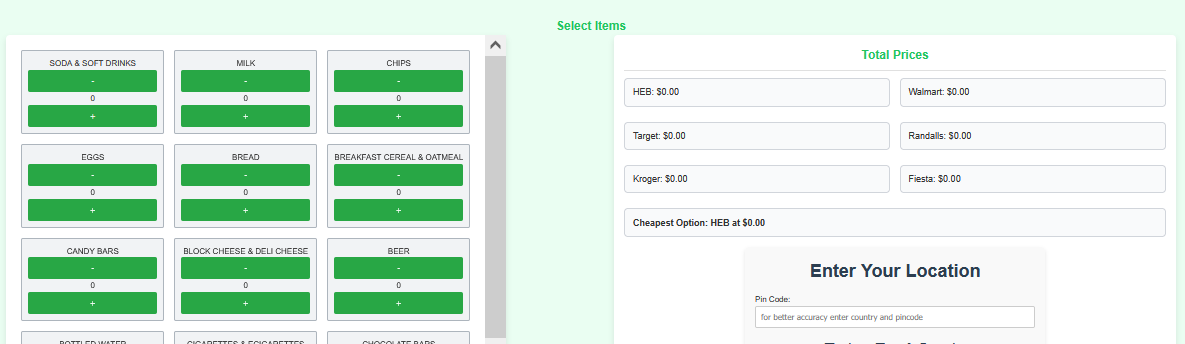 Select Items
SODA & SOFT DRINKS
-
0
+
MILK
-
0
+
CHIPS
-
0
+
EGGS
-
0
+
BREAD
-
0
+
BREAKFAST CEREAL & OATMEAL
-
0
+
CANDY BARS
-
0
+
BLOCK CHEESE & DELI CHEESE
-
0
+
BEER
-
0
+
BOTTLED WATER
CIGARETTES & ECIGARETTES
CHOCOLATE BARS
Total Prices
HEB: $0.00
Walmart: $0.00
Target: $0.00
Randalls: $0.00
Kroger: $0.00
Fiesta: $0.00
Cheapest Option: HEB at $0.00
Enter Your Location
Pin Code:
for better accuracy enter country and pincode